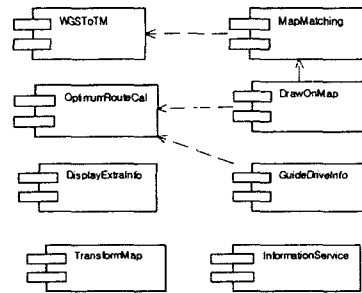 WGSToTM
MapMatching
OptimumRouteCal
DrawOnMap
DisplayExtraInfo
GuideDriveInfo
TransformMap
InformationService